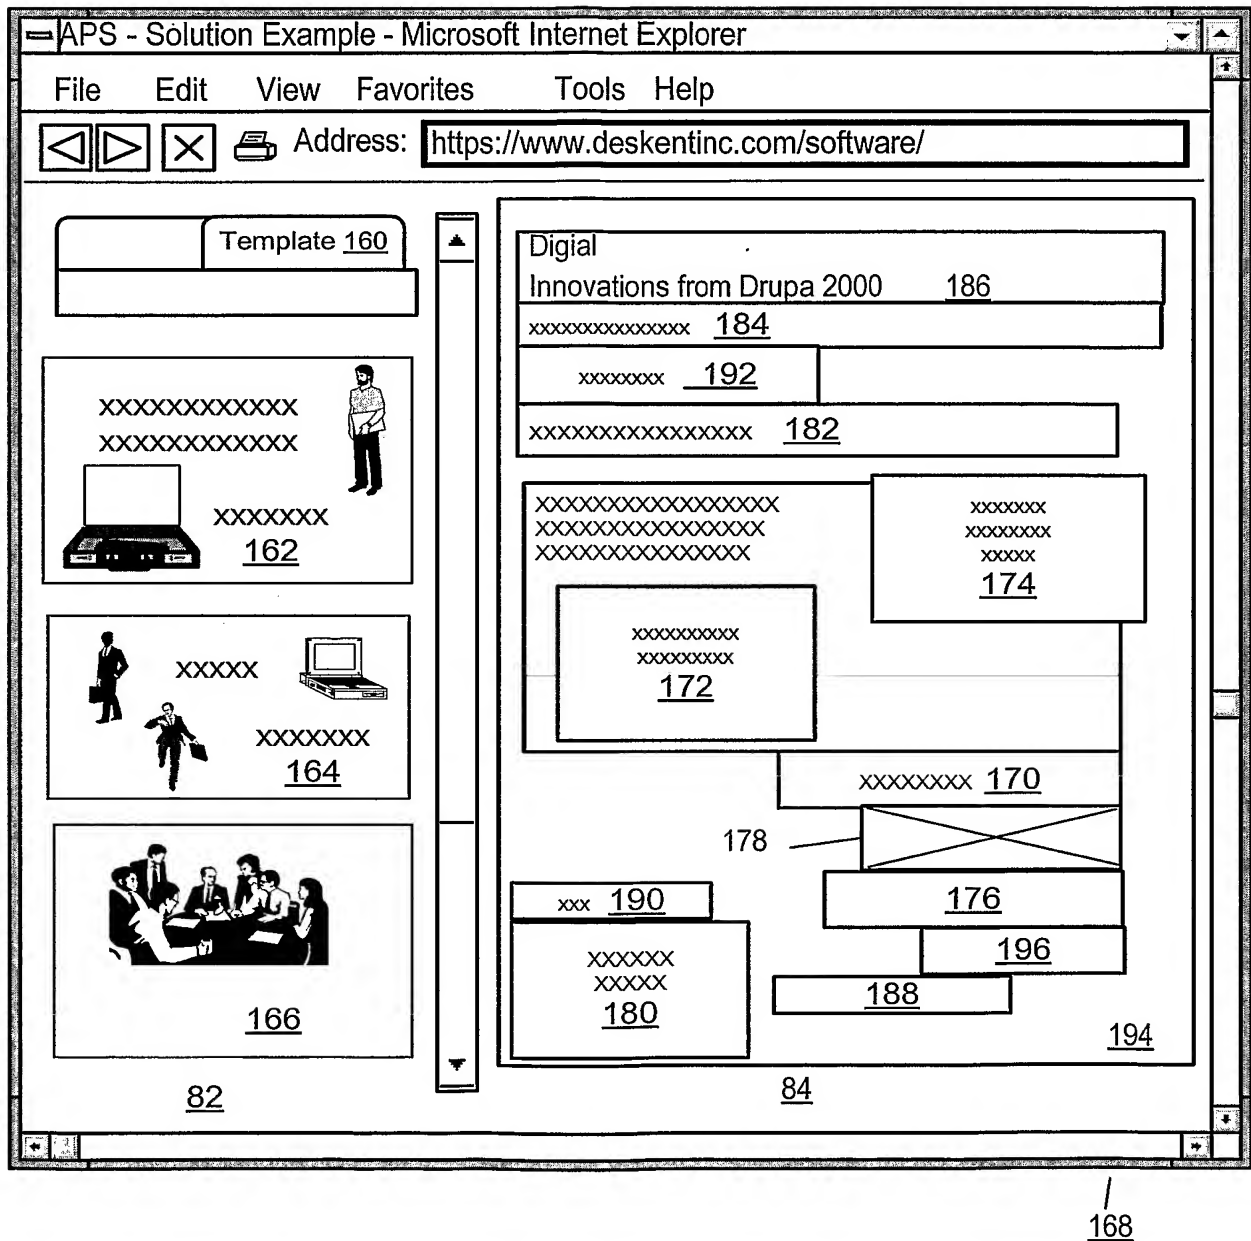 APS - Solution Example - Microsoft Internet Explorer
File Edit View Favorites Tools Help
Address: https://www.deskentinc.com/software/
Template 160
XXXXXXXXXXXX
XXXXXXXXXXXX
XXXXXXX
162
XXXXX
XXXXXXX
164
166
82
Digial
Innovations from Drupa 2000 186
xxxxxxxxxxxxxxx 184
xxxxxxxx 192
xxxxxxxxxxxxxxxx 182
XXXXXXXXXXXXXXXXX
XXXXXXXXXXXXXXXX
XXXXXXXXXXXXXXX
xxxxxxx
xxxxxxxx
xxxxx
174
xxxxxxxxxx
xxxxxxxxx
172
xxxxxxxx 170
178
176
xxx 190
196
188
xxxxxx
xxxxx
180
194
84
168